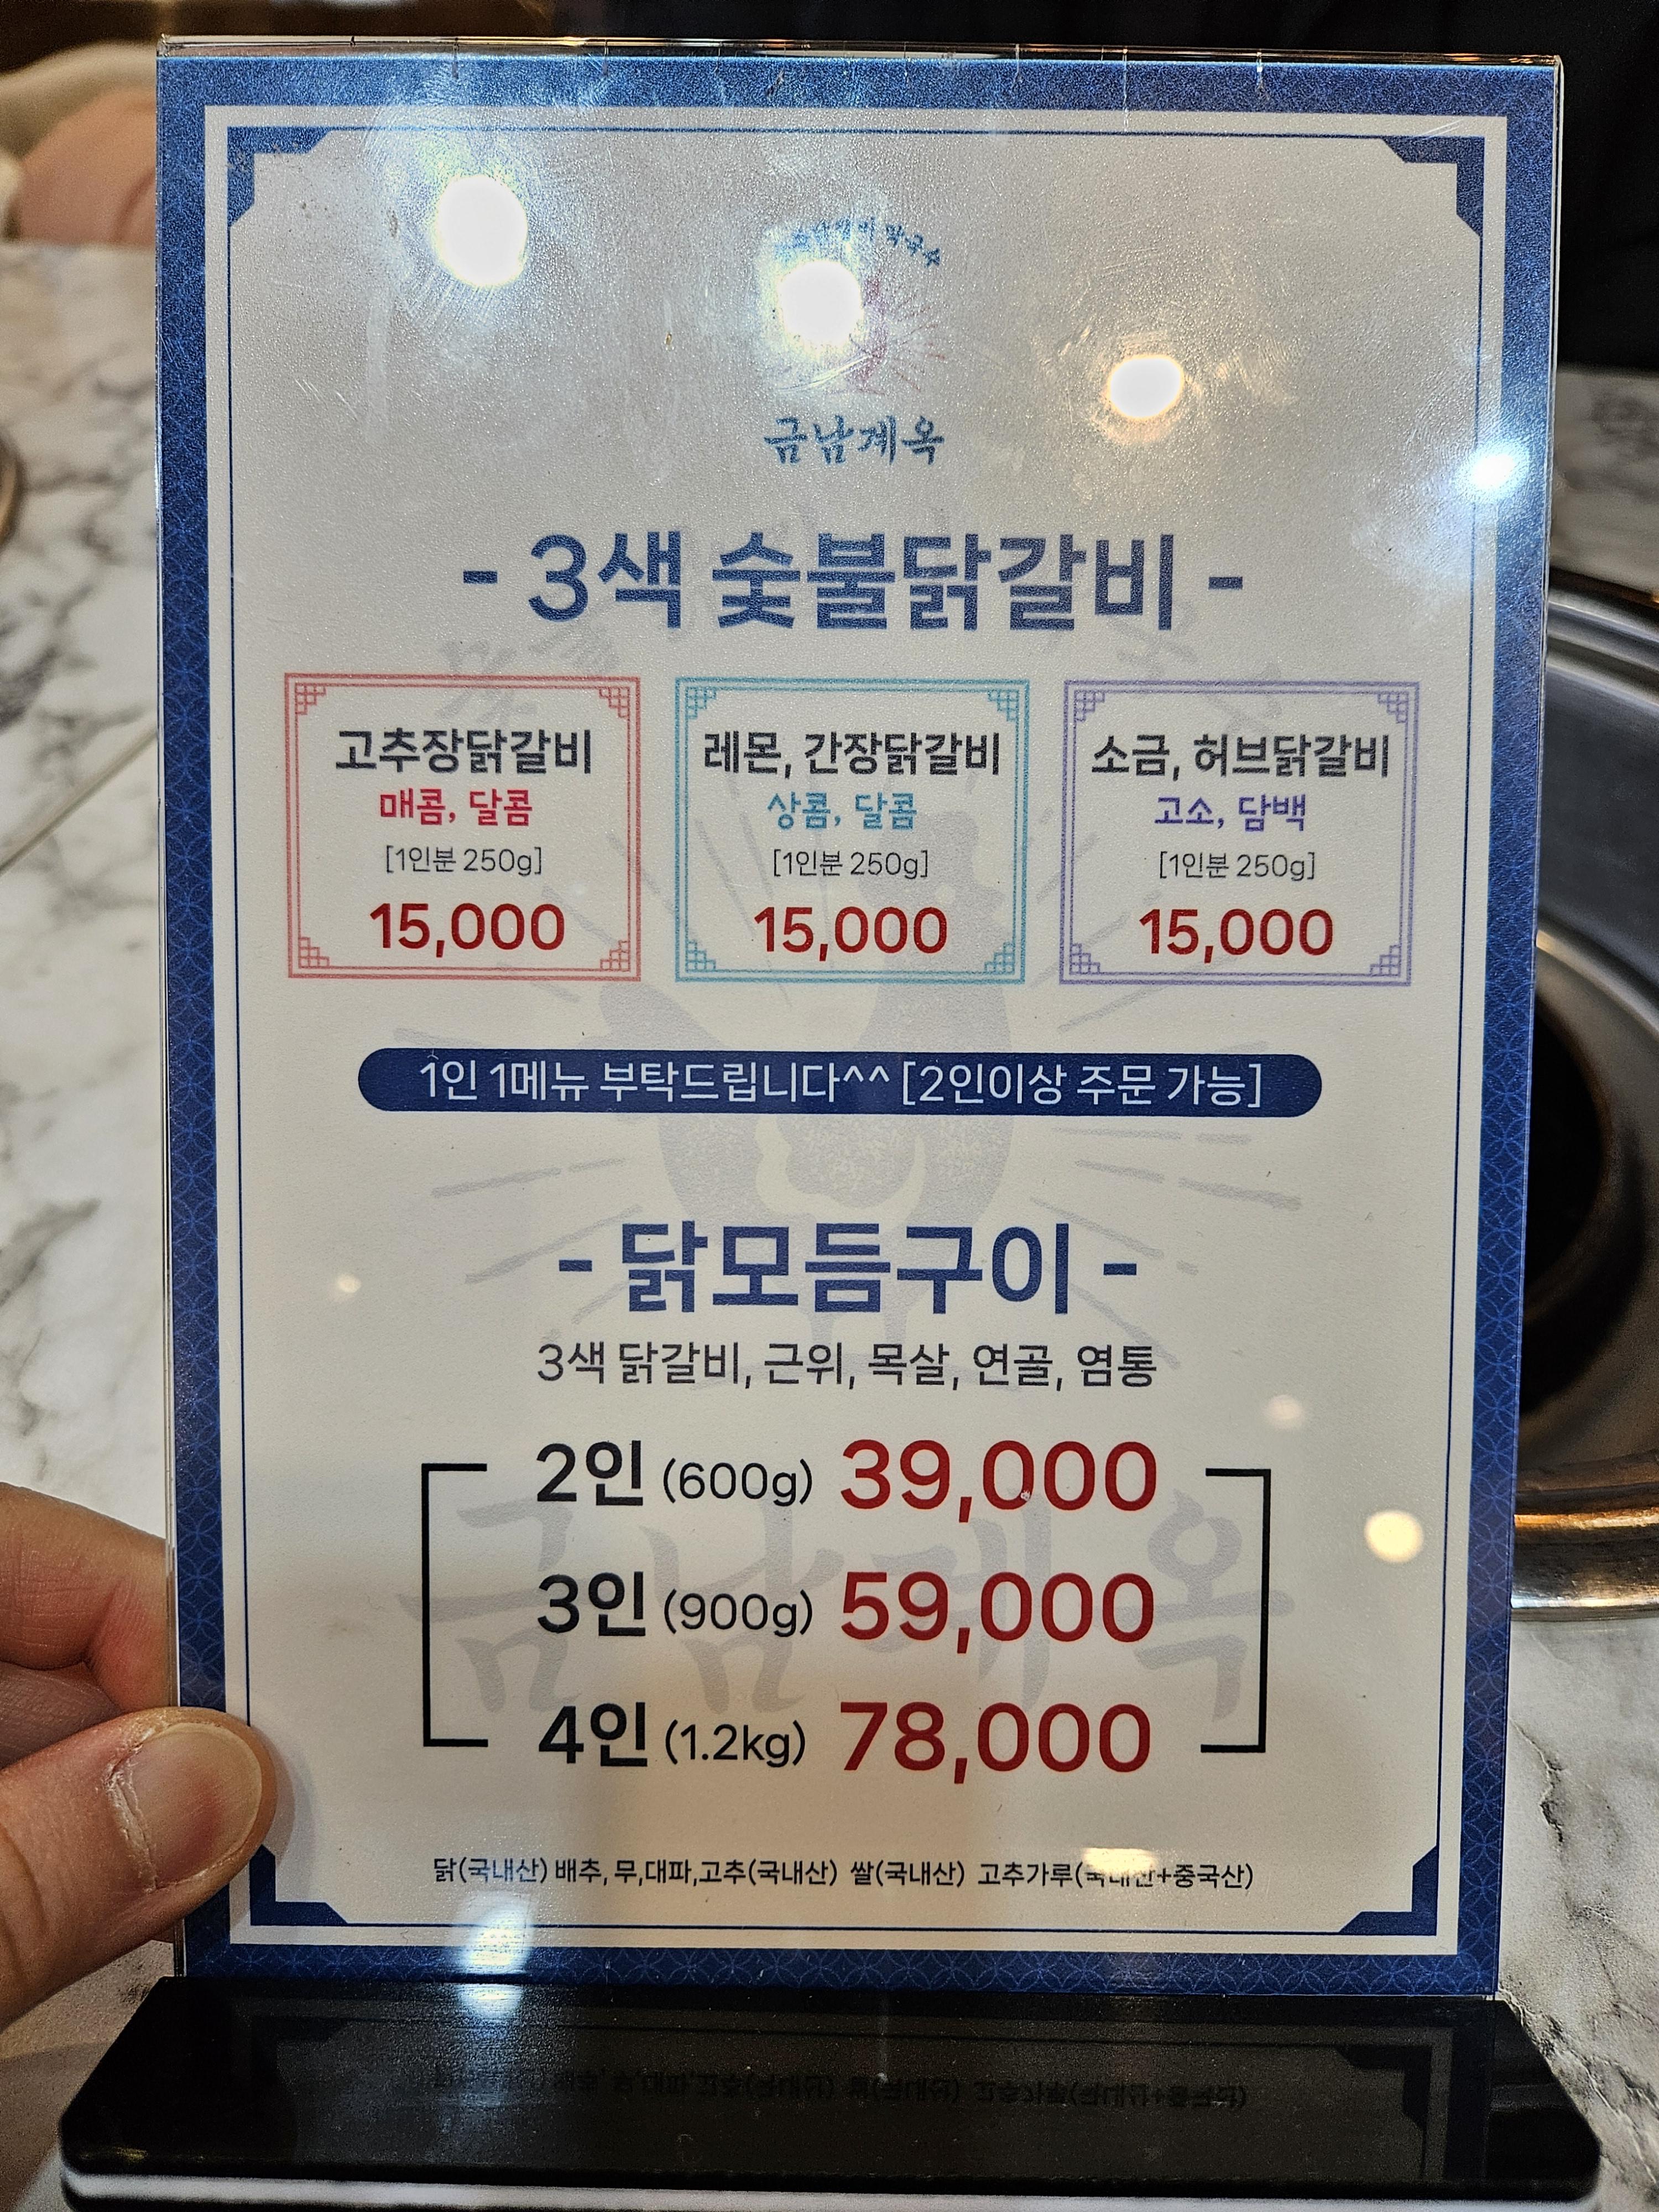 금남계옥
- 3색 숯불닭갈비 -
고추장닭갈비
매콤, 달콤
[1인분 250g]
15,000
레몬, 간장닭갈비
상콤, 달콤
[1인분 250g]
15,000
소금, 허브닭갈비
고소, 담백
[1인분 250g]
15,000
1인 1메뉴 부탁드립니다^^ [2인이상 주문 가능]
- 닭모듬구이 -
3색 닭갈비, 근위, 목살, 연골, 염통
2인 (600g) 39,000
3인 (900g) 59,000
4인 (1.2kg) 78,000
닭(국내산) 배추, 무,대파,고추(국내산) 쌀(국내산) 고추가루(국내산+중국산)
금남계옥